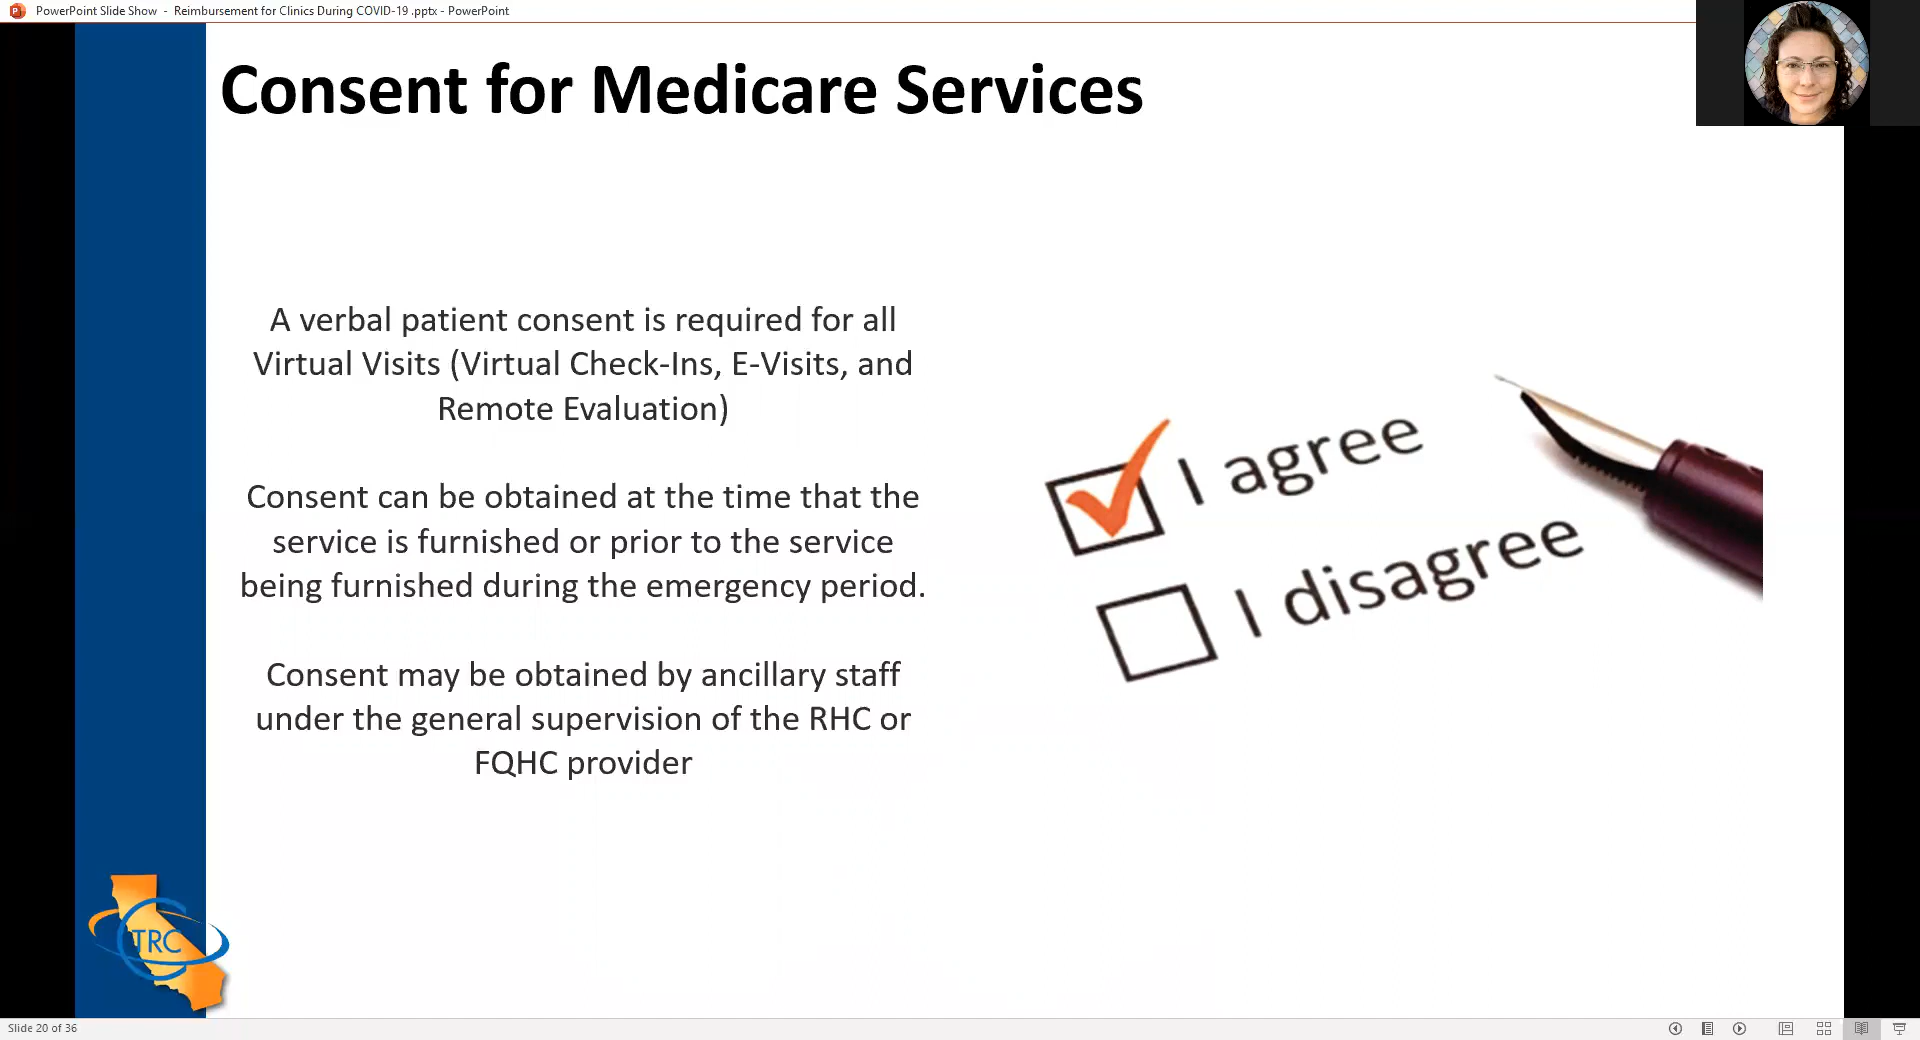 PowerPoint Slide Show - Reimbursement for Clinics During COVID-19 .pptx - PowerPoint
Consent for Medicare Services
A verbal patient consent is required for all
Virtual Visits (Virtual Check-Ins, E-Visits, and
Remote Evaluation)
Consent can be obtained at the time that the
service is furnished or prior to the service
being furnished during the emergency period.
Consent may be obtained by ancillary staff
under the general supervision of the RHC or
FQHC provider
I agree
I disagree
TRC
Slide 20 of 36